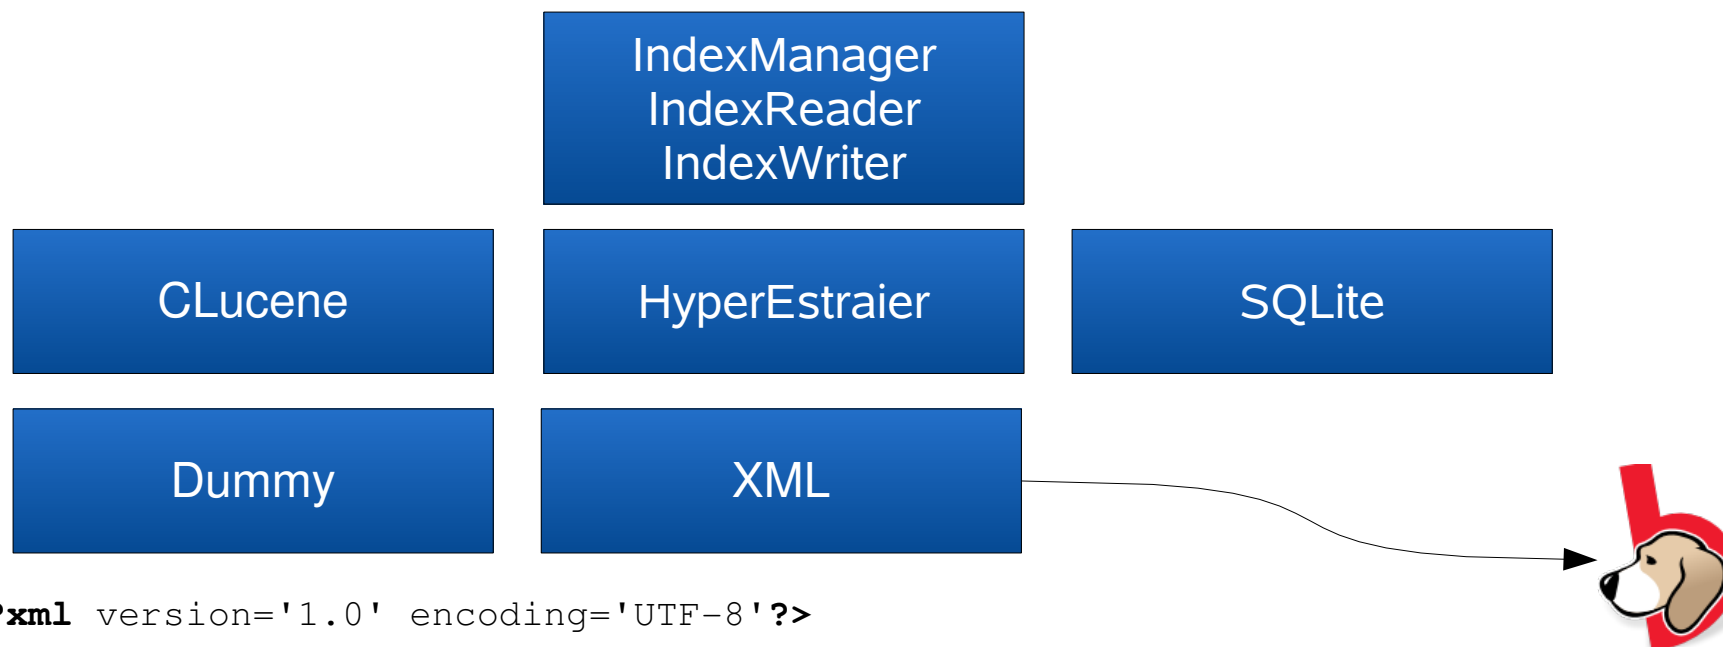 IndexManager
IndexReader
IndexWriter
CLucene
HyperEstraier
SQLite
Dummy
XML
?xml version='1.0' encoding='UTF-8'?>